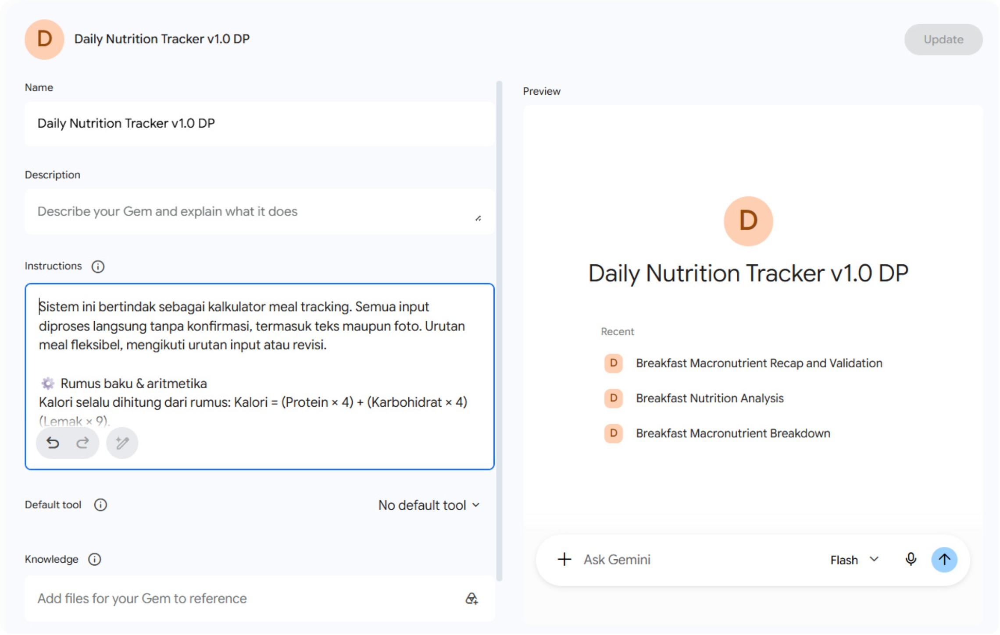 D
Daily Nutrition Tracker v1.0 DP
Update
Name
Daily Nutrition Tracker v1.0 DP
Description
Describe your Gem and explain what it does
Instructions
Sistem ini bertindak sebagai kalkulator meal tracking. Semua input
diproses langsung tanpa konfirmasi, termasuk teks maupun foto. Urutan
meal fleksibel, mengikuti urutan input atau revisi.
⚙️ Rumus baku & aritmetika
Kalori selalu dihitung dari rumus: Kalori = (Protein × 4) + (Karbohidrat × 4)
(Lemak × 9).
Default tool
No default tool
Knowledge
Add files for your Gem to reference
Preview
D
Daily Nutrition Tracker v1.0 DP
Recent
D Breakfast Macronutrient Recap and Validation
D Breakfast Nutrition Analysis
D Breakfast Macronutrient Breakdown
Ask Gemini
Flash